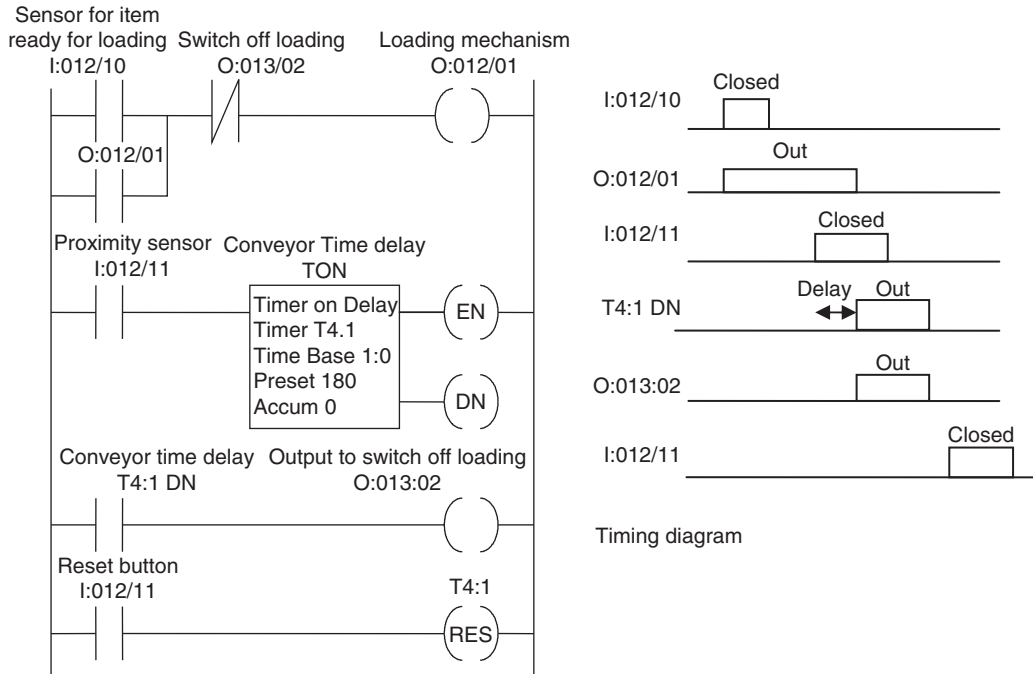 Sensor for item
ready for loading
I:012/10
Switch off loading
O:013/02
Loading mechanism
O:012/01
O:012/01
Proximity sensor
I:012/11
Conveyor Time delay
TON
Timer on Delay
Timer T4.1
Time Base 1:0
Preset 180
Accum 0
EN
DN
Conveyor time delay
T4:1 DN
Output to switch off loading
O:013:02
Reset button
I:012/11
T4:1
RES
I:012/10
Closed
O:012/01
Out
I:012/11
Closed
T4:1 DN
Delay
Out
O:013:02
Out
I:012/11
Closed
Timing diagram